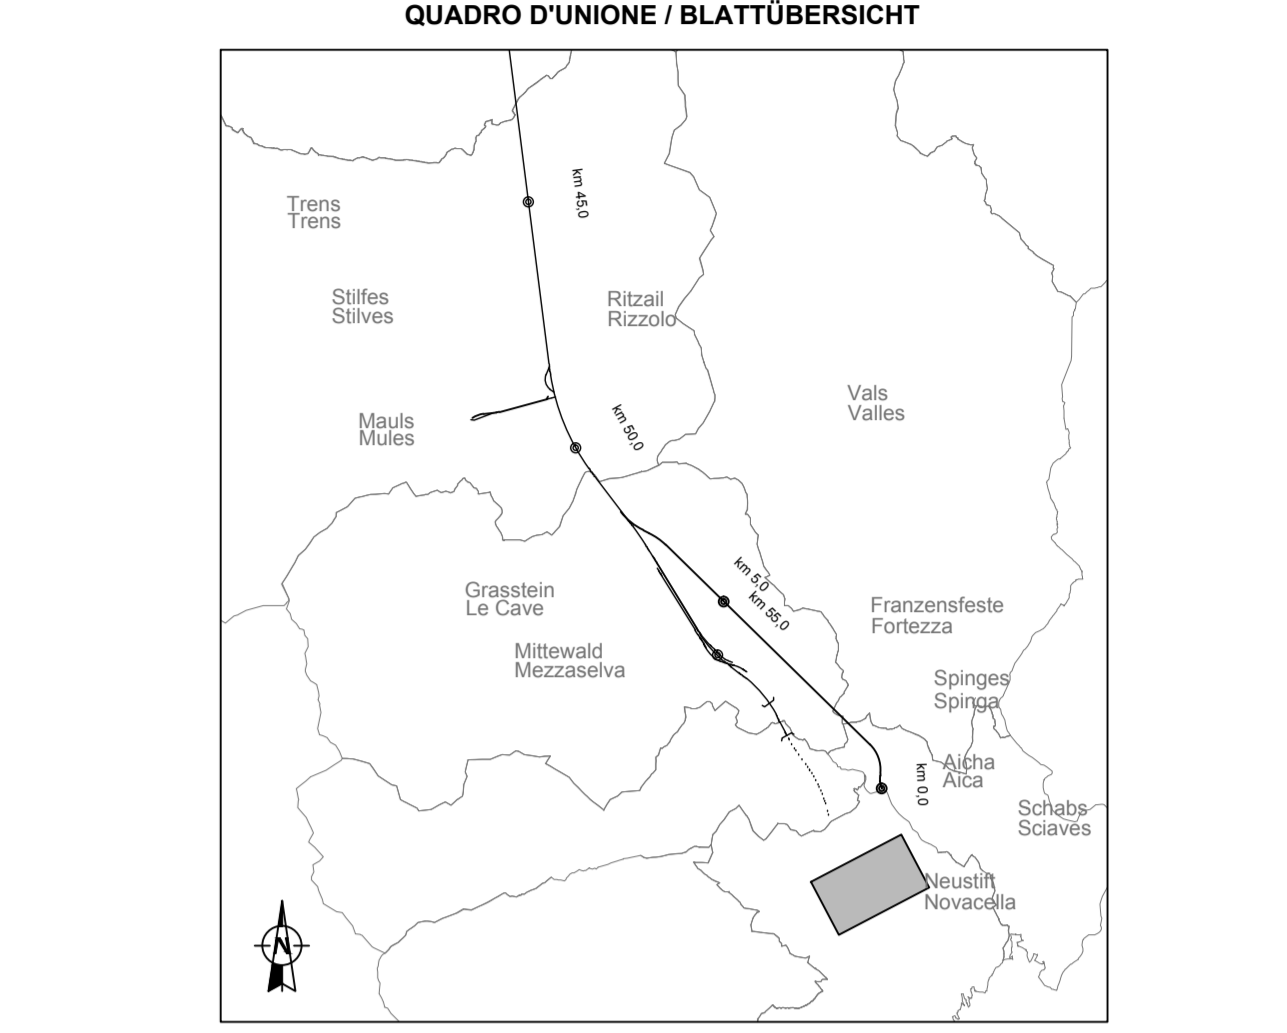 QUADRO D'UNIONE / BLATTÜBERSICHT
km 45,0
Trens
Trens
Stilfes
Stilves
Ritzail
Rizzolo
Vals
Valles
Mauls
Mules
km 50,0
km 5,0
km 55,0
Grasstein
Le Cave
Franzensfeste
Fortezza
Mittewald
Mezzaselva
Spinges
Spinga
Aicha
Aica
km 0,0
Schabs
Sciaves
Neustift
Novacella
N